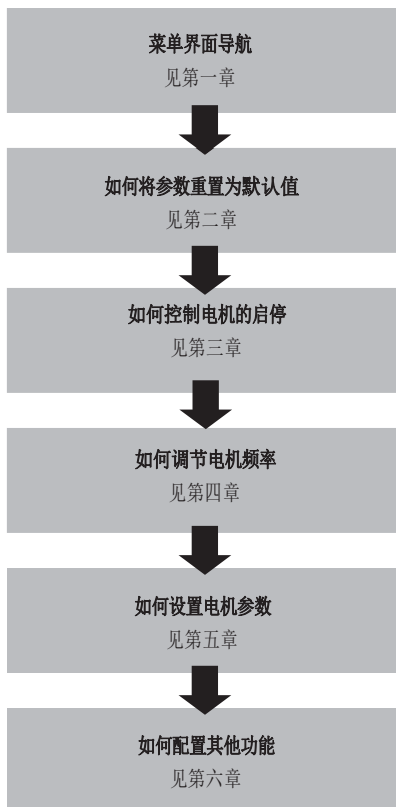 菜单界面导航
见第一章
如何将参数重置为默认值
见第二章
如何控制电机的启停
见第三章
如何调节电机频率
见第四章
如何设置电机参数
见第五章
如何配置其他功能
见第六章